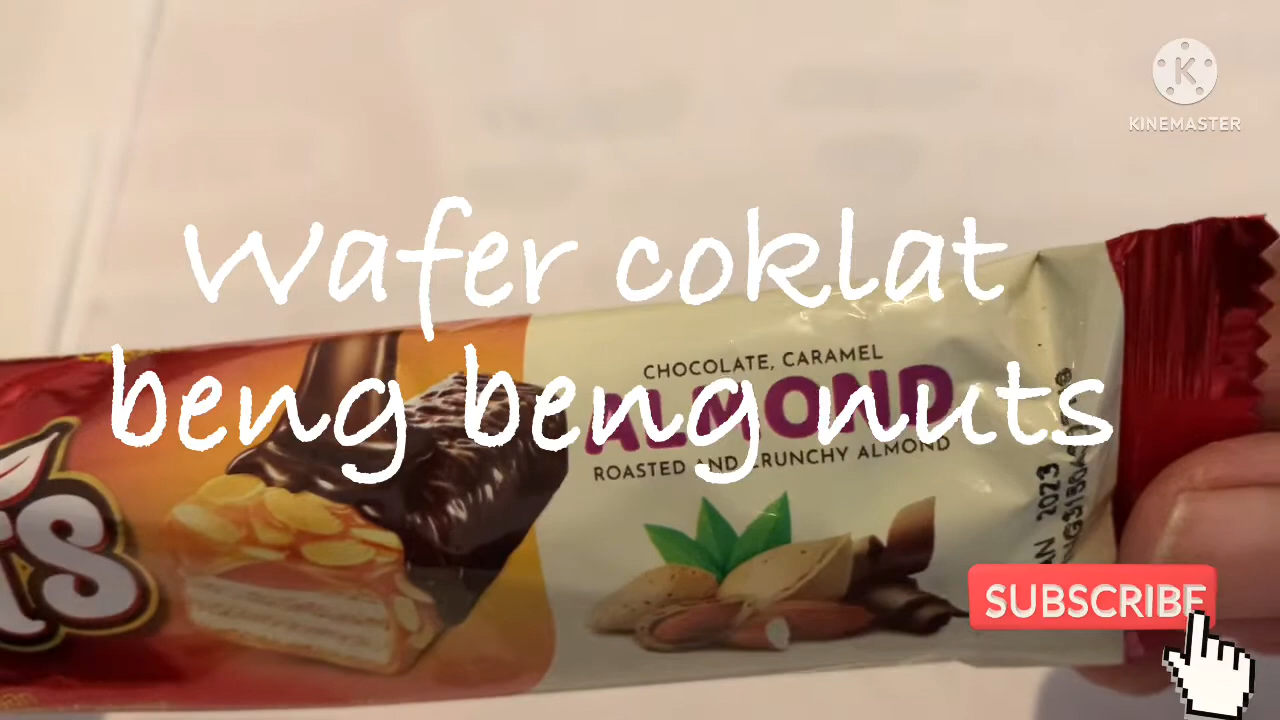 KINEMASTER
Wafer coklat
beng beng nuts
CHOCOLATE, CARAMEL
ALMOND
ROASTED AND CRUNCHY ALMOND
2023
SUBSCRIBE